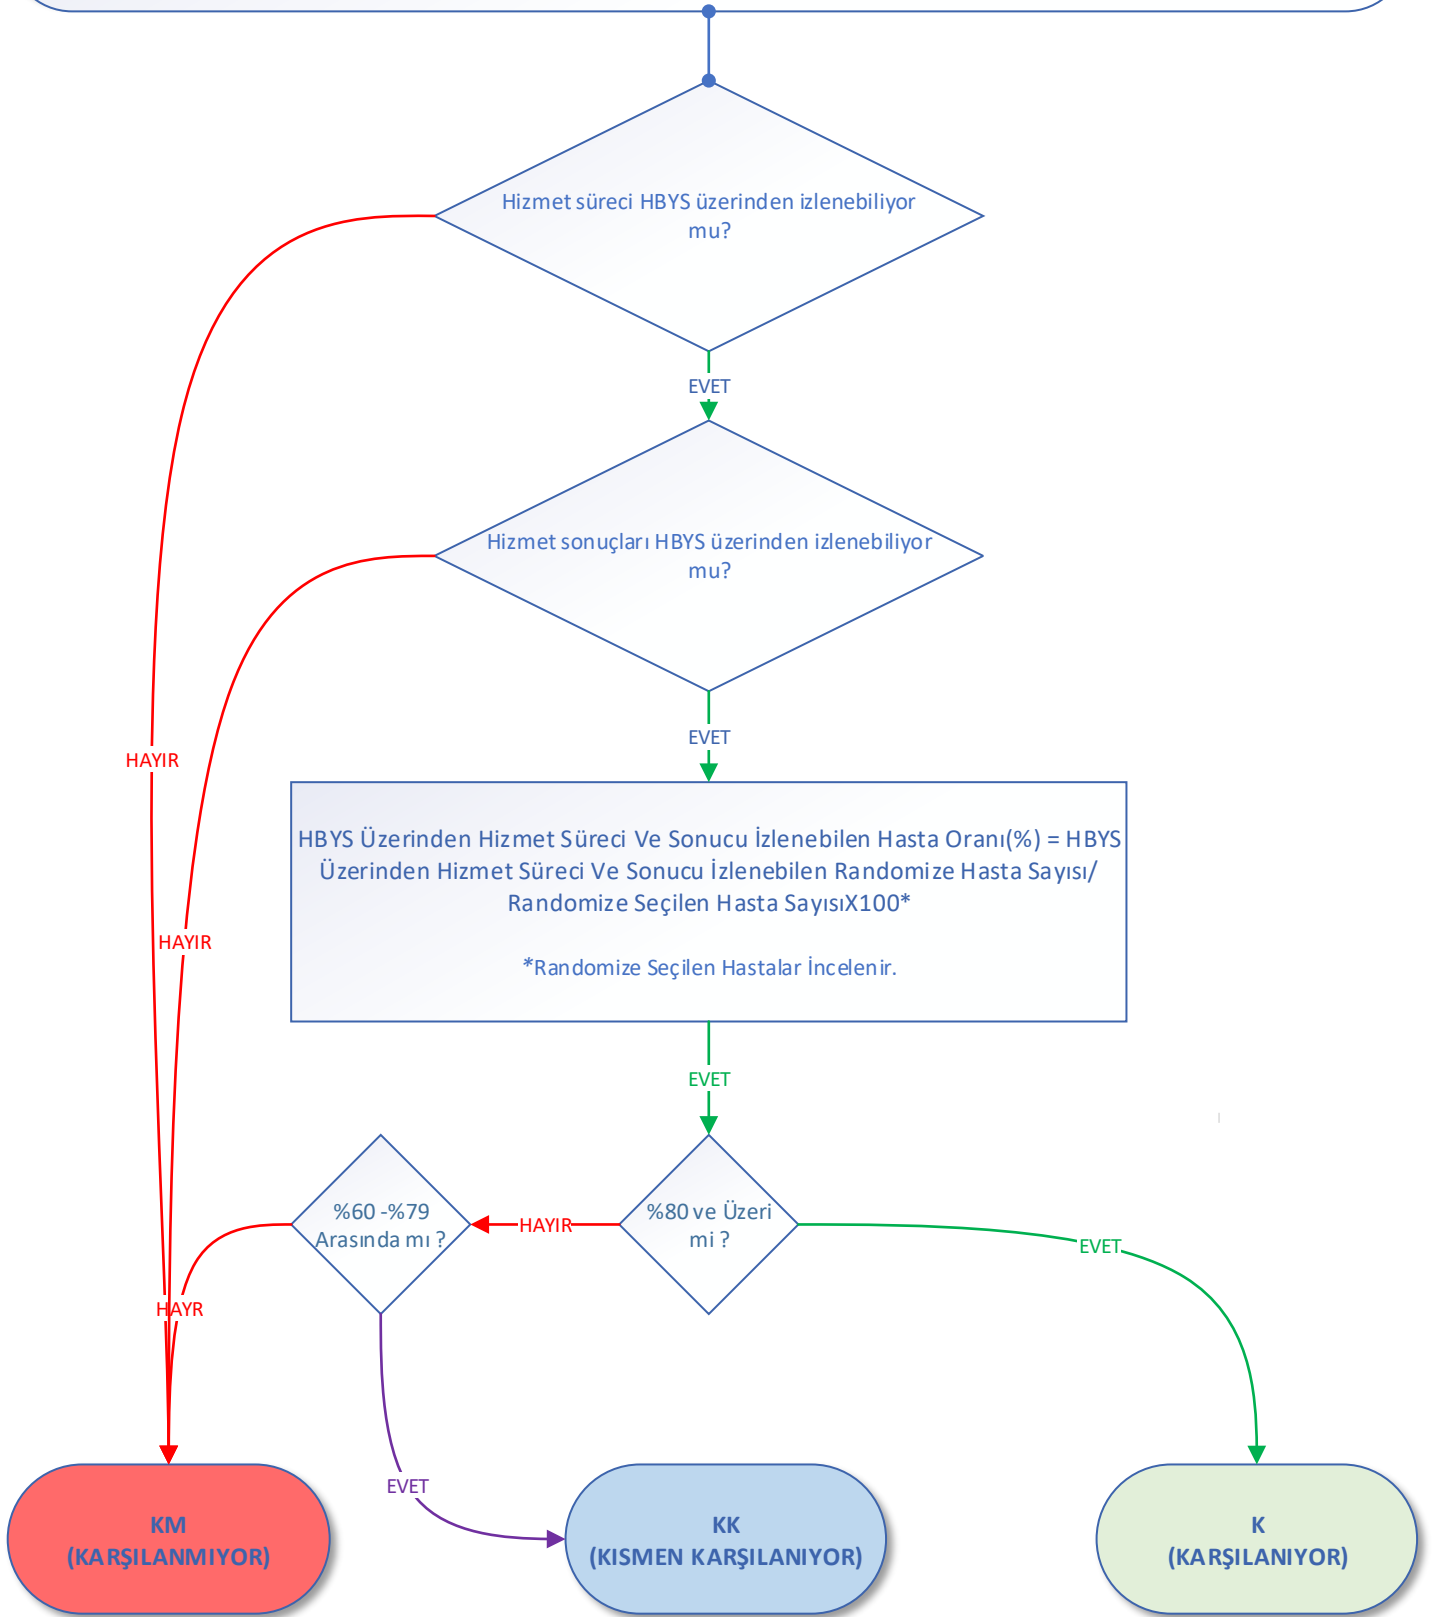 Hizmet süreci HBYS üzerinden izlenebiliyor
mu?
EVET
Hizmet sonuçları HBYS üzerinden izlenebiliyor
mu?
EVET
HAYIR
HBYS Üzerinden Hizmet Süreci Ve Sonucu İzlenebilen Hasta Oranı(%) = HBYS
Üzerinden Hizmet Süreci Ve Sonucu İzlenebilen Randomize Hasta Sayısı/
Randomize Seçilen Hasta SayısıX100*
HAYIR
*Randomize Seçilen Hastalar İncelenir.
EVET
%60 -%79
Arasında mı ?
HAYIR
%80 ve Üzeri
mi ?
EVET
HAYR
EVET
KM
(KARŞILANMIYOR)
KK
(KISMEN KARŞILANIYOR)
K
(KARŞILANIYOR)